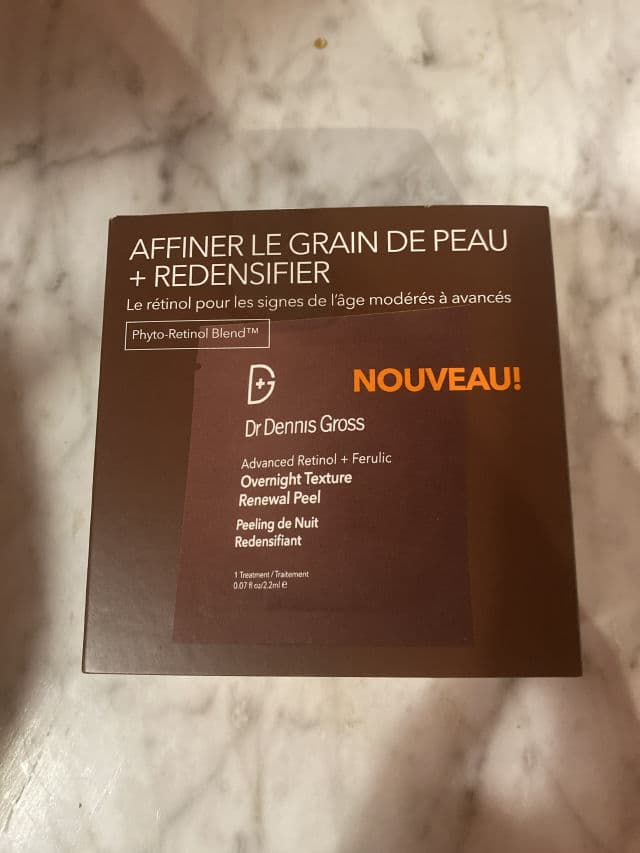 AFFINER LE GRAIN DE PEAU
+ REDENSIFIER
Le rétinol pour les signes de l'âge modérés à avancés
Phyto-Retinol Blend™
NOUVEAU!
Dr Dennis Gross
Advanced Retinol + Ferulic
Overnight Texture
Renewal Peel
Peeling de Nuit
Redensifiant
1 Treatment / Traitement
0.07 fl oz/2.2ml ℮